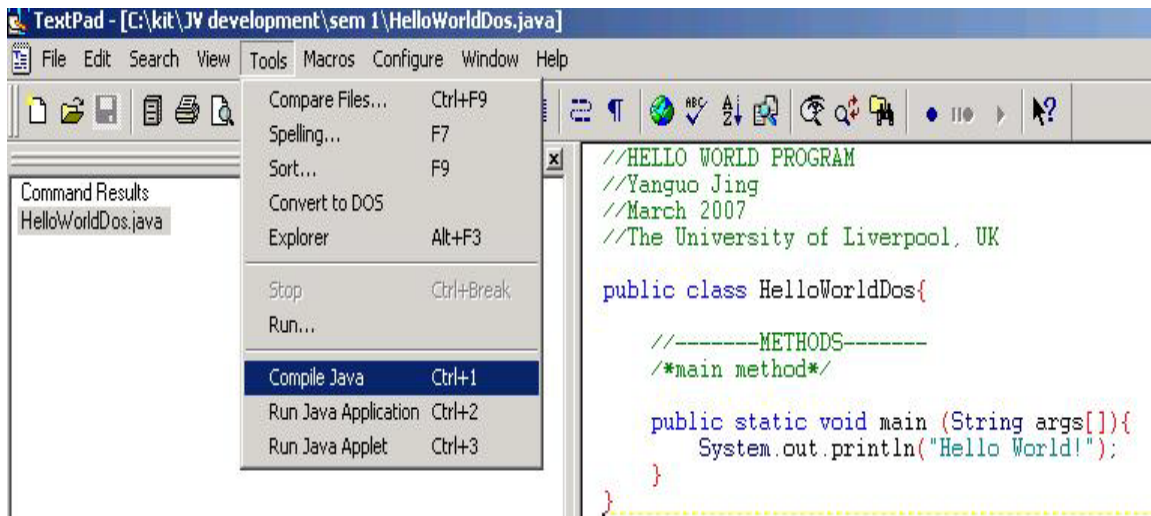 TextPad - [C:\kit\JV development\sem 1\HelloWorldDos.java]
File Edit Search View Tools Macros Configure Window Help
Compare Files... Ctrl+F9
Spelling... F7
Sort... F9
Convert to DOS
Explorer Alt+F3
Stop Ctrl+Break
Run...
Compile Java Ctrl+1
Run Java Application Ctrl+2
Run Java Applet Ctrl+3
Command Results
HelloWorldDos.java
//HELLO WORLD PROGRAM
//Yanguo Jing
//March 2007
//The University of Liverpool, UK
public class HelloWorldDos{
//-------METHODS-------
/*main method*/
public static void main (String args[]){
System.out.println("Hello World!");
}
}